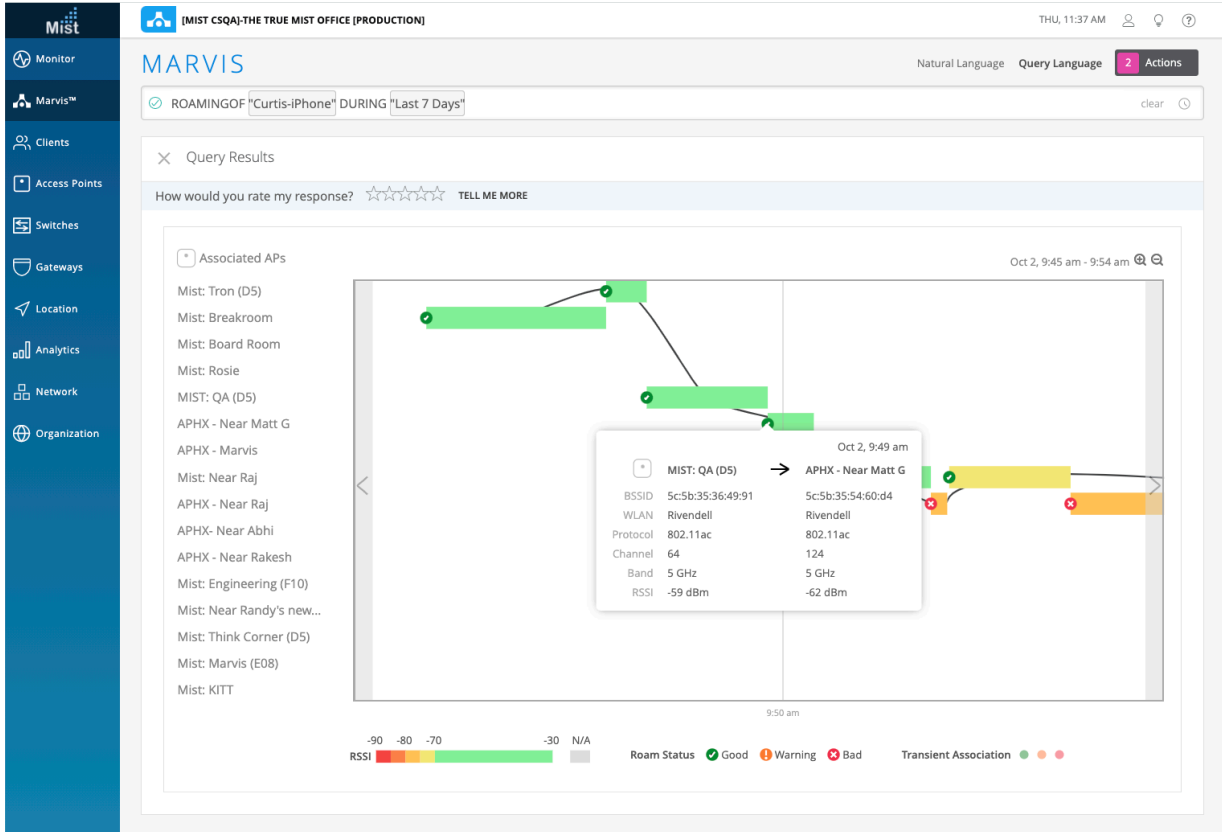 Mist
[MIST CSQA]-THE TRUE MIST OFFICE [PRODUCTION]
THU, 11:37 AM
Monitor
Marvis™
Clients
Access Points
Switches
Gateways
Location
Analytics
Network
Organization
MARVIS
Natural Language Query Language 2 Actions
ROAMINGOF "Curtis-iPhone" DURING "Last 7 Days"
clear
Query Results
How would you rate my response? TELL ME MORE
Associated APs
Oct 2, 9:45 am - 9:54 am
Mist: Tron (D5)
Mist: Breakroom
Mist: Board Room
Mist: Rosie
MIST: QA (D5)
APHX - Near Matt G
APHX - Marvis
Mist: Near Raj
APHX - Near Raj
APHX- Near Abhi
APHX - Near Rakesh
Mist: Engineering (F10)
Mist: Near Randy's new...
Mist: Think Corner (D5)
Mist: Marvis (E08)
Mist: KITT
Oct 2, 9:49 am
MIST: QA (D5) → APHX - Near Matt G
BSSID 5c:5b:35:36:49:91 5c:5b:35:54:60:d4
WLAN Rivendell Rivendell
Protocol 802.11ac 802.11ac
Channel 64 124
Band 5 GHz 5 GHz
RSSI -59 dBm -62 dBm
9:50 am
-90 -80 -70 -30 N/A
RSSI
Roam Status Good Warning Bad
Transient Association